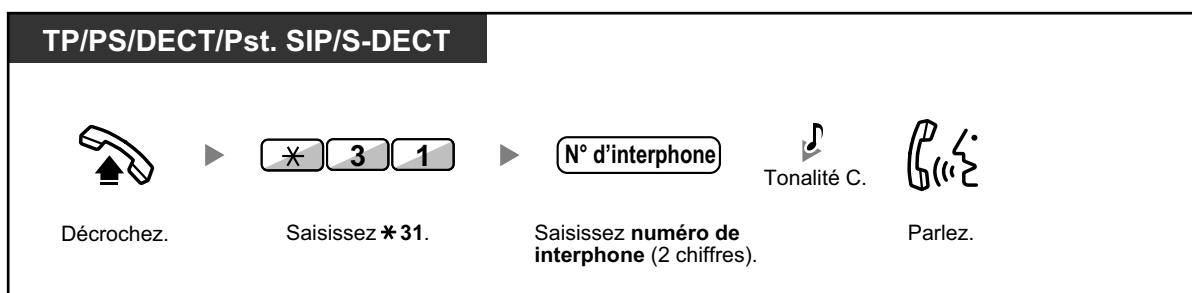 TP/PS/DECT/Pst. SIP/S-DECT
* 3 1
N° d'interphone
Tonalité C.
Décrochez.
Saisissez * 31.
Saisissez numéro de
interphone (2 chiffres).
Parlez.